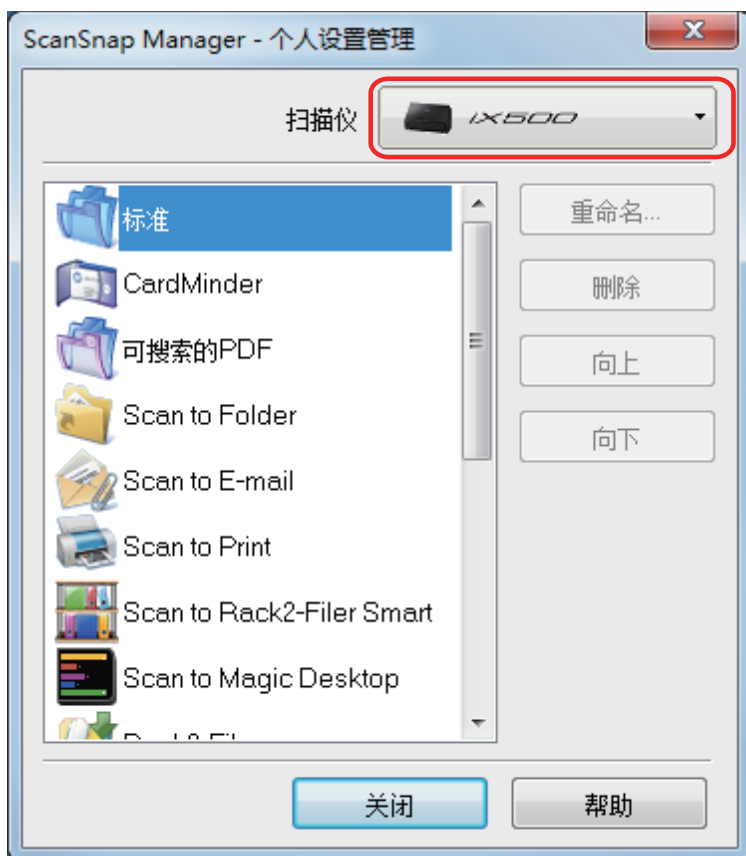 ScanSnap Manager - 个人设置管理
扫描仪
iX500
标准
重命名...
CardMinder
删除
可搜索的PDF
向上
Scan to Folder
向下
Scan to E-mail
Scan to Print
Scan to Rack2-Filer Smart
Scan to Magic Desktop
关闭
帮助